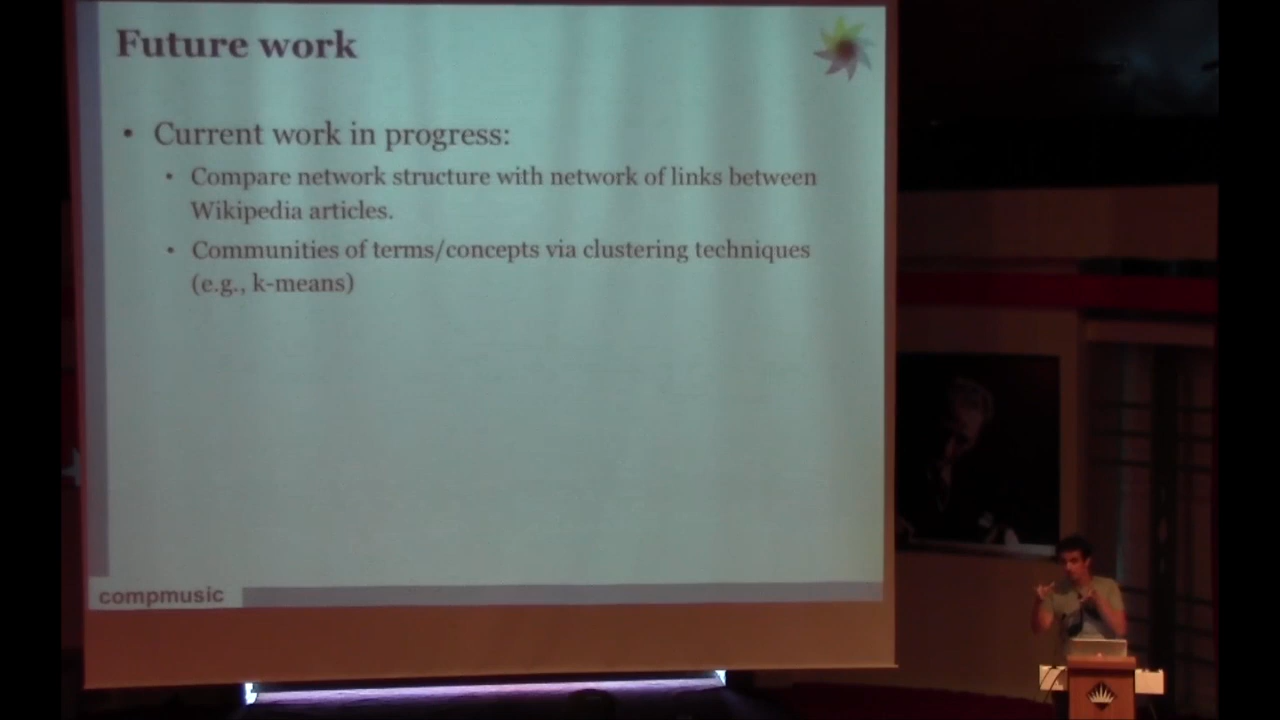 Future work
• Current work in progress:
• Compare network structure with network of links between
Wikipedia articles.
• Communities of terms/concepts via clustering techniques
(e.g., k-means)
compmusic